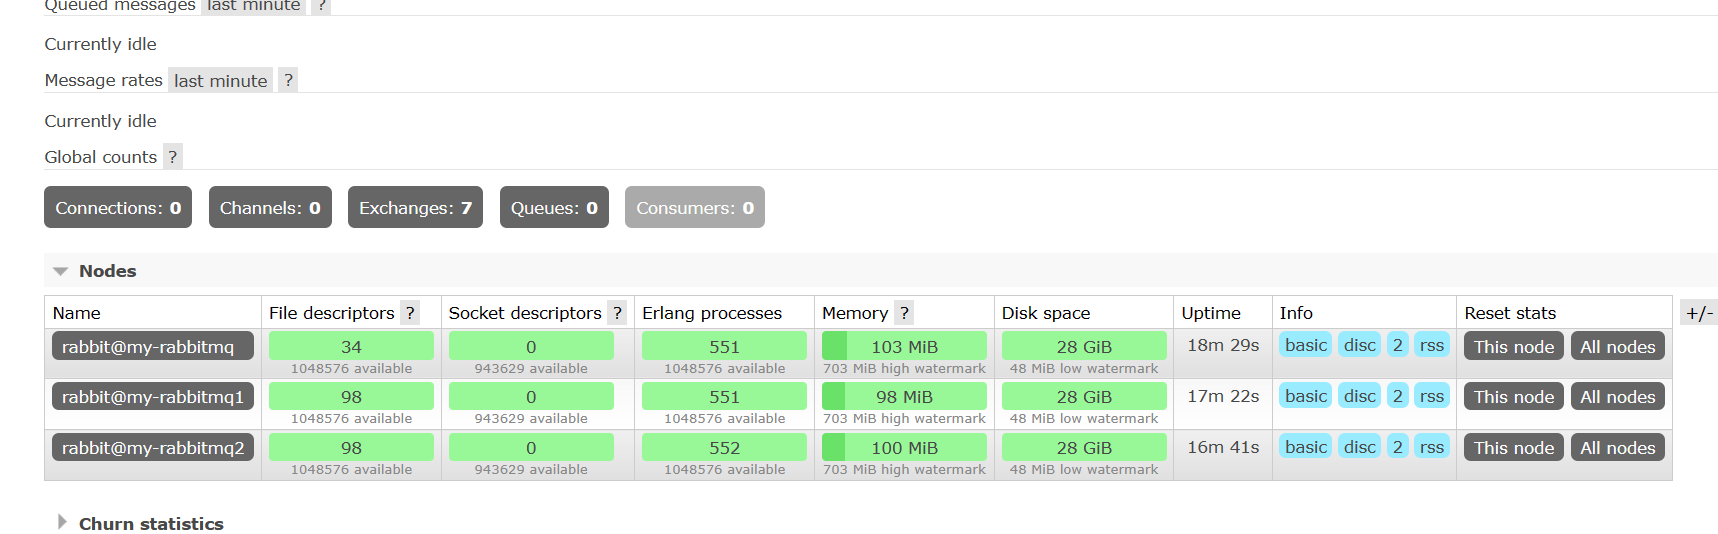 Queued messages last minute ?
Currently idle
Message rates last minute ?
Currently idle
Global counts ?
Connections: 0 Channels: 0 Exchanges: 7 Queues: 0 Consumers: 0
Nodes
Name File descriptors ? Socket descriptors ? Erlang processes Memory ? Disk space Uptime Info Reset stats +/-
rabbit@my-rabbitmq 34 0 551 103 MiB 28 GiB 18m 29s basic disc 2 rss This node All nodes
1048576 available 943629 available 1048576 available 703 MiB high watermark 48 MiB low watermark
rabbit@my-rabbitmq1 98 0 551 98 MiB 28 GiB 17m 22s basic disc 2 rss This node All nodes
1048576 available 943629 available 1048576 available 703 MiB high watermark 48 MiB low watermark
rabbit@my-rabbitmq2 98 0 552 100 MiB 28 GiB 16m 41s basic disc 2 rss This node All nodes
1048576 available 943629 available 1048576 available 703 MiB high watermark 48 MiB low watermark
Churn statistics